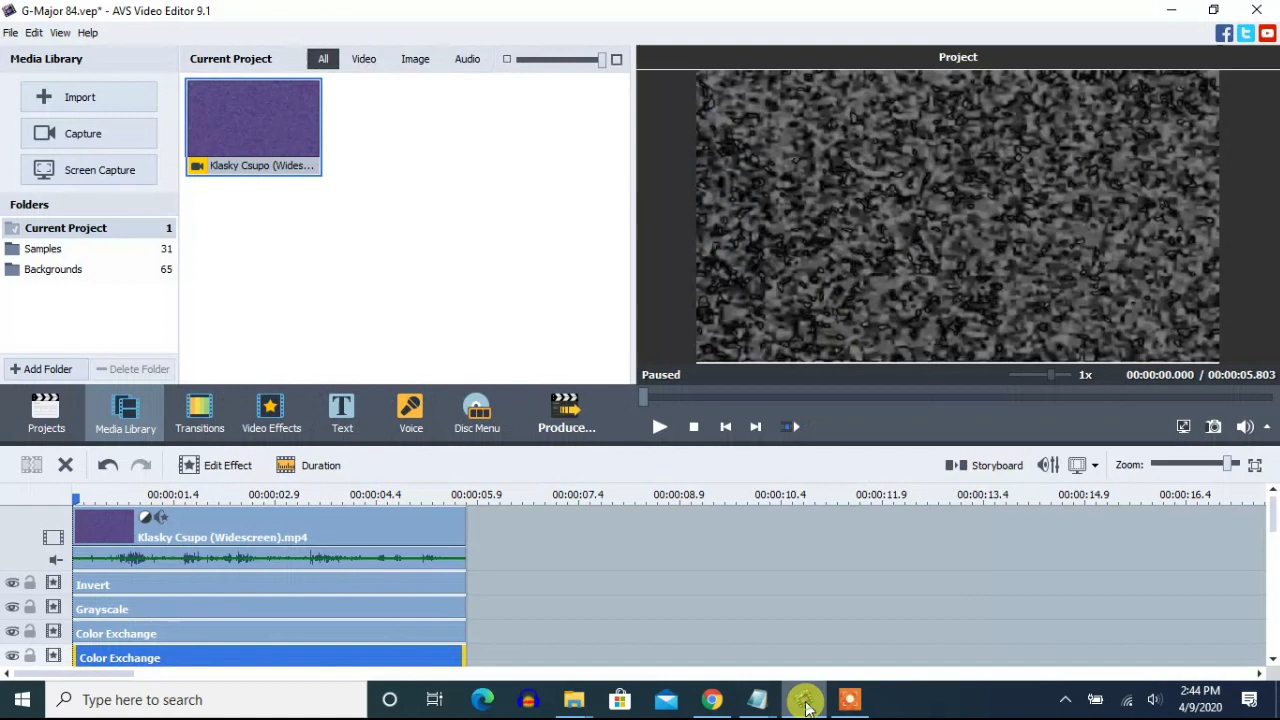 G-Major 84.vep* - AVS Video Editor 9.1
File Edit View Help
Media Library
Import
Capture
Screen Capture
Folders
Current Project 1
Samples 31
Backgrounds 65
Add Folder Delete Folder
Current Project All Video Image Audio
Klasky Csupo (Wides...
Project
Paused 1x 00:00:00.000 / 00:00:05.803
Projects Media Library Transitions Video Effects Text Voice Disc Menu Produce...
Edit Effect Duration Storyboard Zoom:
00:00:01.4 00:00:02.9 00:00:04.4 00:00:05.9 00:00:07.4 00:00:08.9 00:00:10.4 00:00:11.9 00:00:13.4 00:00:14.9 00:00:16.4
Klasky Csupo (Widescreen).mp4
Invert
Grayscale
Color Exchange
Color Exchange
Type here to search
2:44 PM
4/9/2020